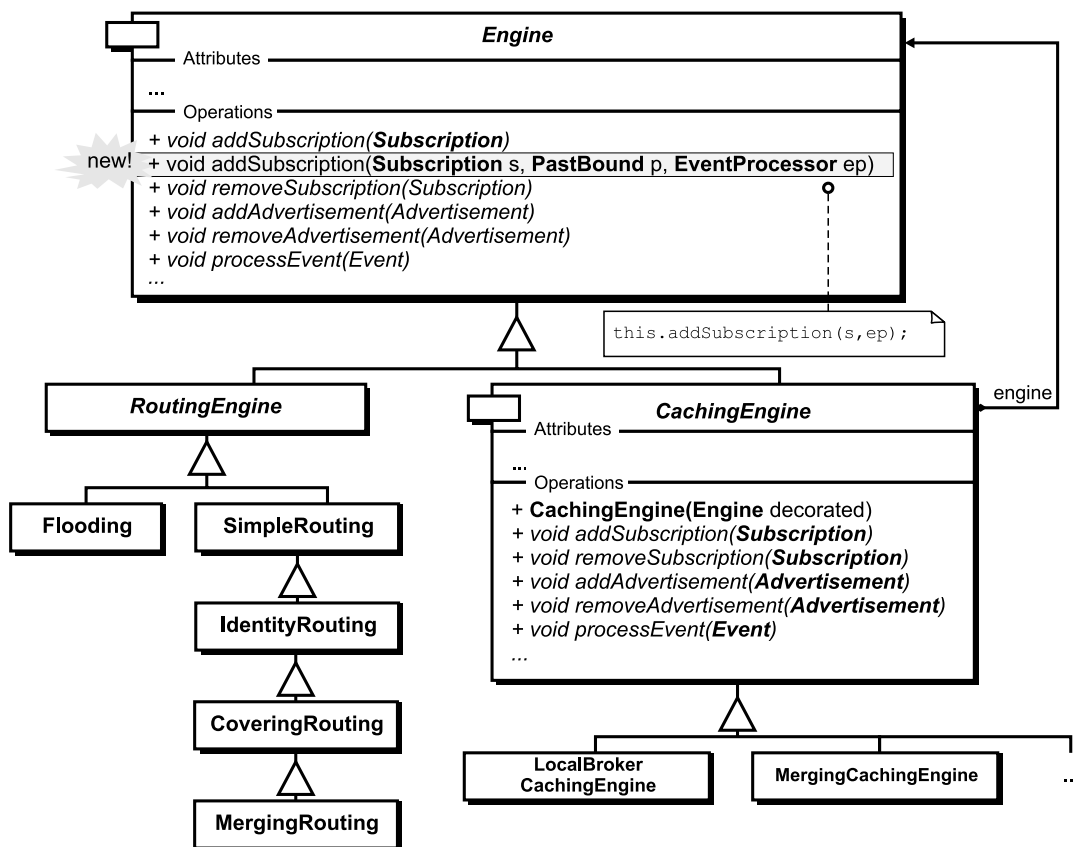 Engine
Attributes
...
Operations
+ void addSubscription(Subscription)
new!
+ void addSubscription(Subscription s, PastBound p, EventProcessor ep)
+ void removeSubscription(Subscription)
+ void addAdvertisement(Advertisement)
+ void removeAdvertisement(Advertisement)
+ void processEvent(Event)
...
this.addSubscription(s,ep);
RoutingEngine
engine
CachingEngine
Attributes
...
Operations
+ CachingEngine(Engine decorated)
+ void addSubscription(Subscription)
+ void removeSubscription(Subscription)
+ void addAdvertisement(Advertisement)
+ void removeAdvertisement(Advertisement)
+ void processEvent(Event)
...
Flooding
SimpleRouting
IdentityRouting
CoveringRouting
MergingRouting
LocalBroker
CachingEngine
MergingCachingEngine
...